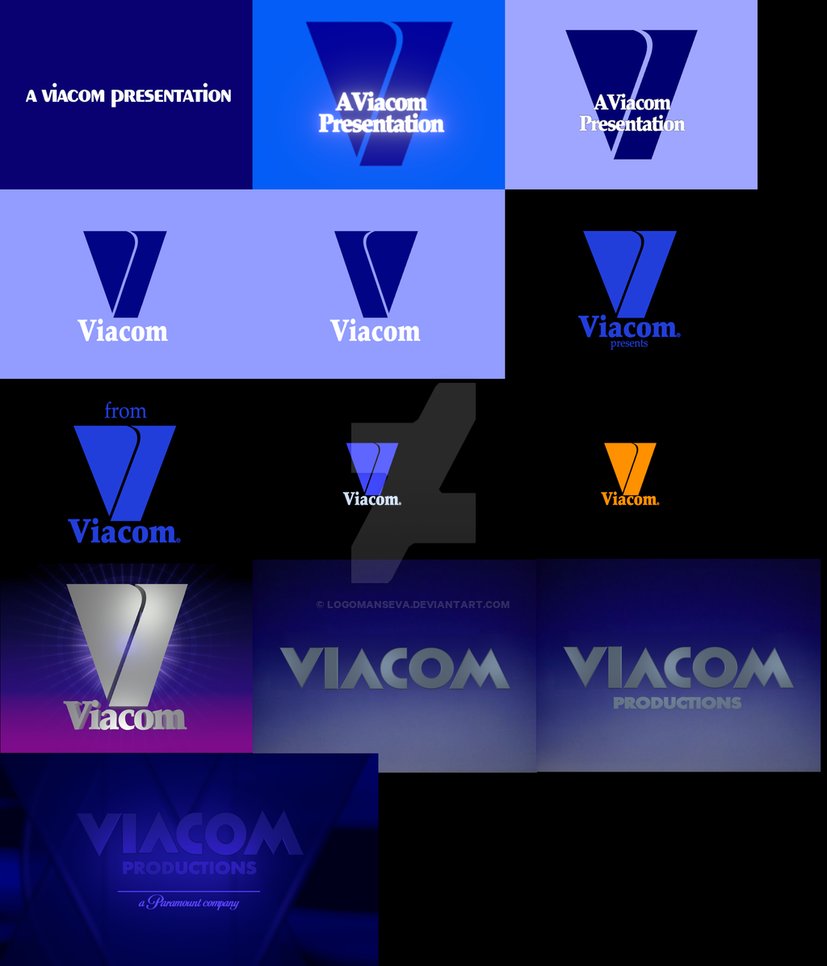 A VIACOM PRESENTATION
A Viacom
Presentation
A Viacom
Presentation
Viacom
Viacom
Viacom®
presents
from
Viacom®
Viacom®
Viacom®
© LOGOMANSEVA.DEVIANTART.COM
Viacom
VIACOM
VIACOM
PRODUCTIONS
VIACOM
PRODUCTIONS
a Paramount company